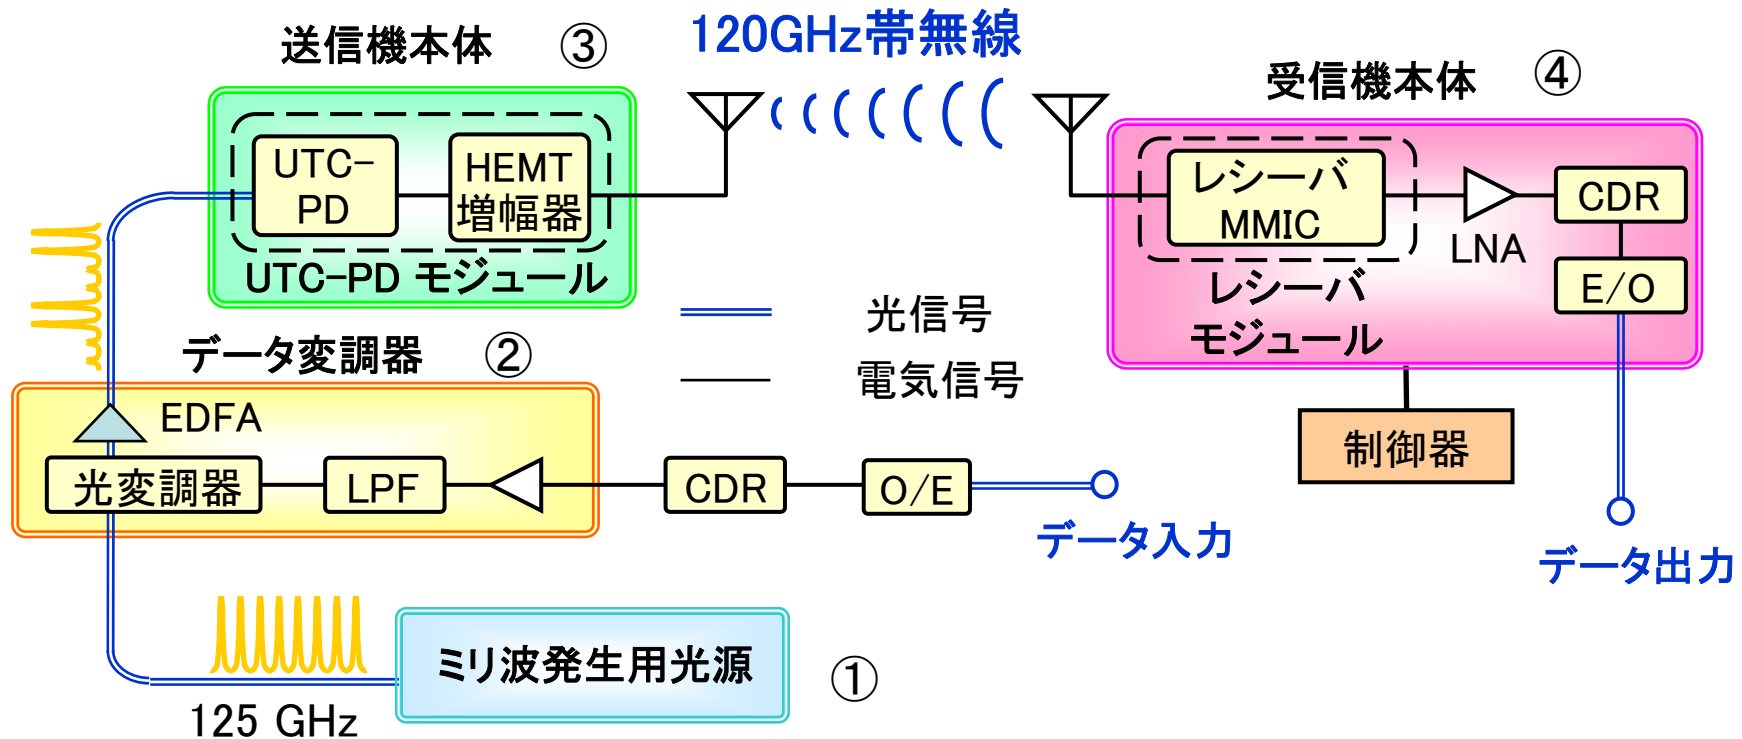 送信機本体 ③
120GHz帯無線
受信機本体 ④
UTC-
PD
HEMT
増幅器
UTC-PD モジュール
レシーバ
MMIC
LNA
CDR
E/O
レシーバ
モジュール
光信号
電気信号
制御器
データ変調器 ②
EDFA
光変調器
LPF
CDR
O/E
データ入力
データ出力
ミリ波発生用光源 ①
125 GHz